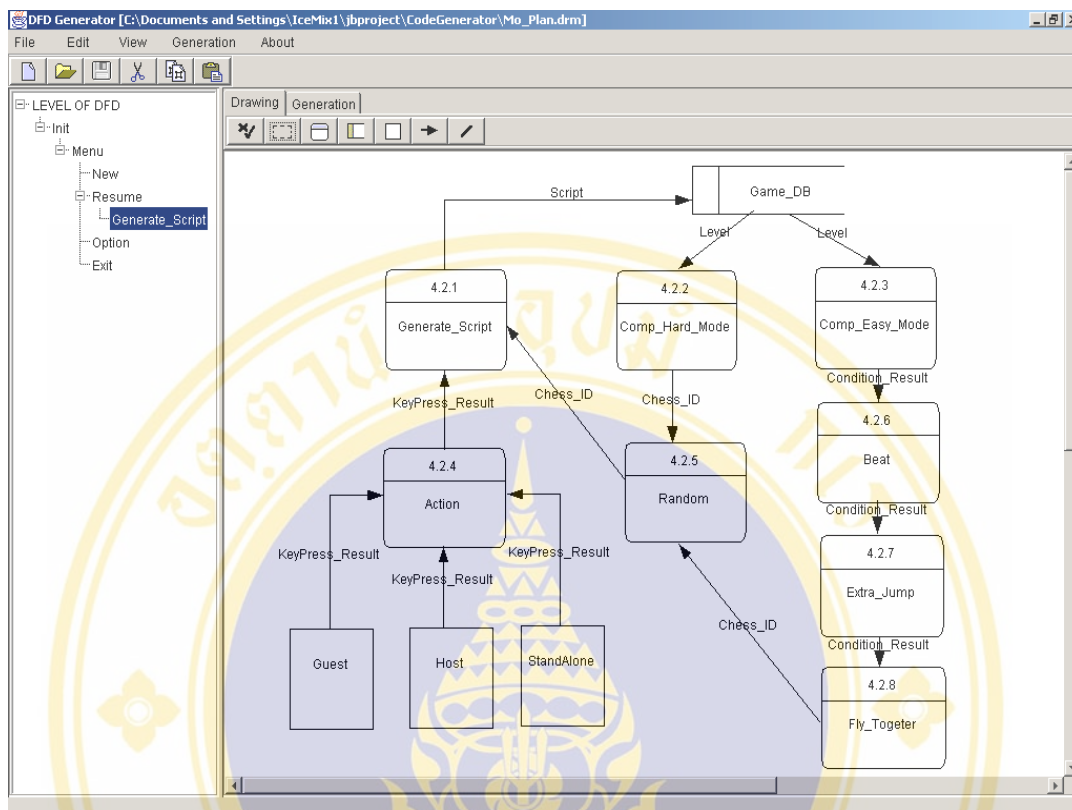 DFD Generator [C:\Documents and Settings\IceMix1\jbproject\CodeGenerator\Mo_Plan.drm]
File Edit View Generation About
LEVEL OF DFD
Init
Menu
New
Resume
Generate_Script
Option
Exit
Drawing Generation
Script
Game_DB
Level
Level
4.2.1
Generate_Script
4.2.2
Comp_Hard_Mode
4.2.3
Comp_Easy_Mode
KeyPress_Result
Chess_ID
Chess_ID
Condition_Result
4.2.4
Action
4.2.5
Random
4.2.6
Beat
Condition_Result
KeyPress_Result
KeyPress_Result
KeyPress_Result
4.2.7
Extra_Jump
Chess_ID
Condition_Result
Guest
Host
StandAlone
4.2.8
Fly_Togeter